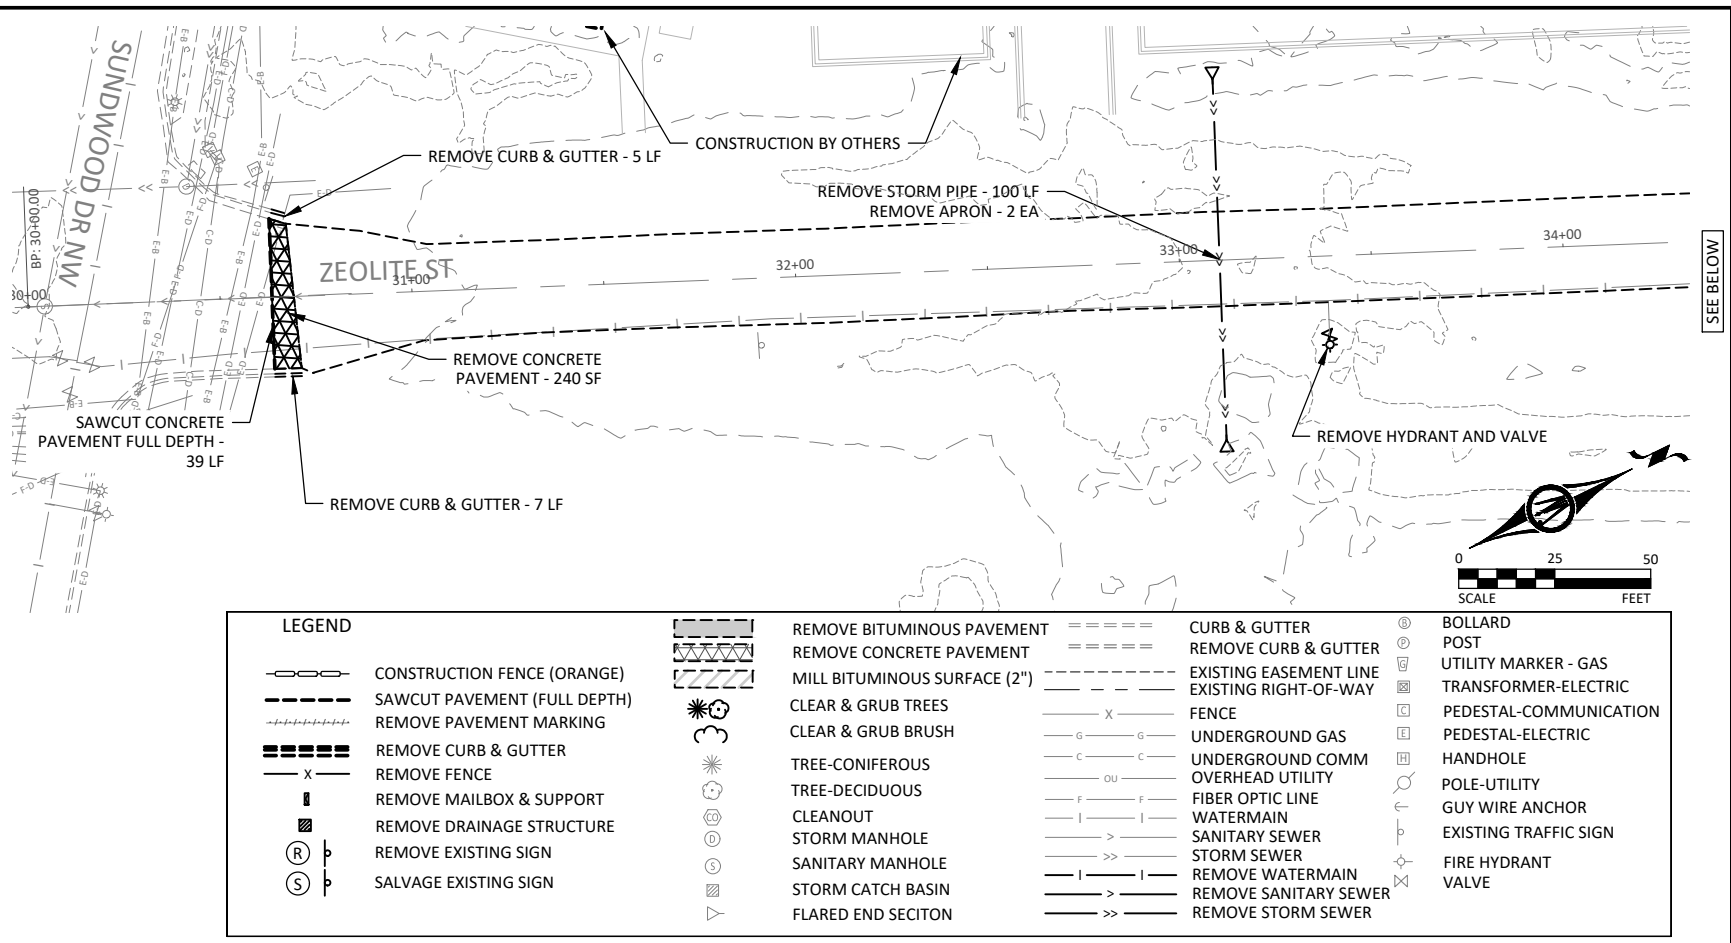 SUNDWOOD DR NW
BP: 30+00.00
30+00
ZEOLITE ST
31+00
32+00
33+00
34+00
CONSTRUCTION BY OTHERS
REMOVE CURB & GUTTER - 5 LF
REMOVE STORM PIPE - 100 LF
REMOVE APRON - 2 EA
REMOVE CONCRETE
PAVEMENT - 240 SF
SAWCUT CONCRETE
PAVEMENT FULL DEPTH -
39 LF
REMOVE CURB & GUTTER - 7 LF
REMOVE HYDRANT AND VALVE
SEE BELOW
0 25 50
SCALE FEET
LEGEND
CONSTRUCTION FENCE (ORANGE)
SAWCUT PAVEMENT (FULL DEPTH)
REMOVE PAVEMENT MARKING
REMOVE CURB & GUTTER
X REMOVE FENCE
REMOVE MAILBOX & SUPPORT
REMOVE DRAINAGE STRUCTURE
R REMOVE EXISTING SIGN
S SALVAGE EXISTING SIGN
REMOVE BITUMINOUS PAVEMENT
REMOVE CONCRETE PAVEMENT
MILL BITUMINOUS SURFACE (2")
CLEAR & GRUB TREES
CLEAR & GRUB BRUSH
TREE-CONIFEROUS
TREE-DECIDUOUS
CO CLEANOUT
D STORM MANHOLE
S SANITARY MANHOLE
STORM CATCH BASIN
FLARED END SECITON
CURB & GUTTER
REMOVE CURB & GUTTER
EXISTING EASEMENT LINE
EXISTING RIGHT-OF-WAY
X FENCE
G G UNDERGROUND GAS
C C UNDERGROUND COMM
OU OVERHEAD UTILITY
F F FIBER OPTIC LINE
I I WATERMAIN
> SANITARY SEWER
>> STORM SEWER
I I REMOVE WATERMAIN
> REMOVE SANITARY SEWER
>> REMOVE STORM SEWER
B BOLLARD
P POST
G UTILITY MARKER - GAS
TRANSFORMER-ELECTRIC
C PEDESTAL-COMMUNICATION
E PEDESTAL-ELECTRIC
H HANDHOLE
POLE-UTILITY
GUY WIRE ANCHOR
EXISTING TRAFFIC SIGN
FIRE HYDRANT
VALVE